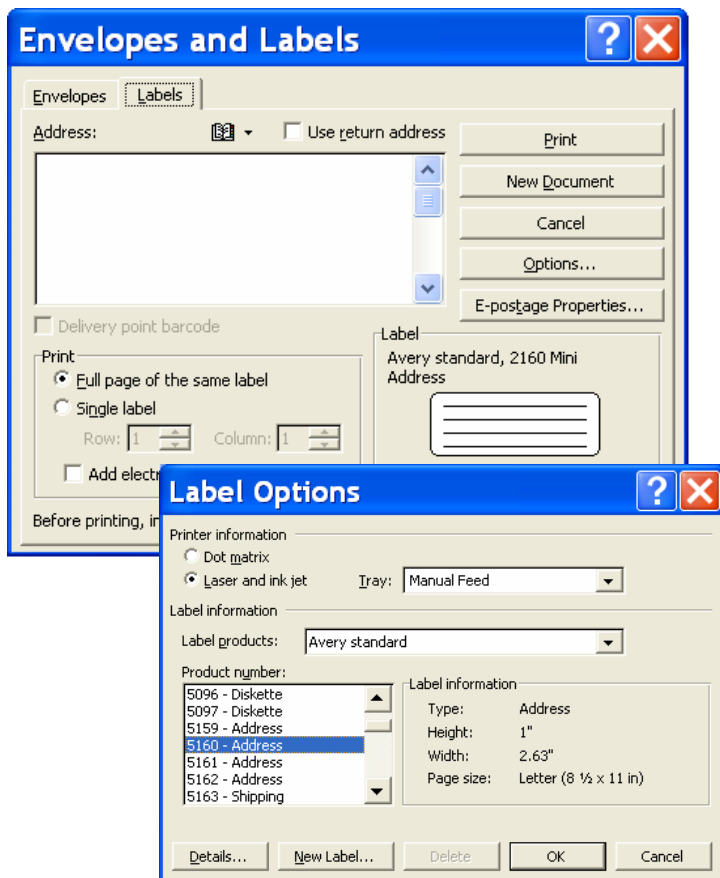 Envelopes and Labels
Envelopes Labels
Address: Use return address
Print
New Document
Cancel
Options...
E-postage Properties...
Delivery point barcode
Print
Full page of the same label
Single label
Row: 1 Column: 1
Add
Label
Avery standard, 2160 Mini
Address
Before printing,
Label Options
Printer information
Dot matrix
Laser and ink jet Tray: Manual Feed
Label information
Label products: Avery standard
Product number:
5096 - Diskette
5097 - Diskette
5159 - Address
5160 - Address
5161 - Address
5162 - Address
5163 - Shipping
Label information
Type: Address
Height: 1"
Width: 2.63"
Page size: Letter (8 ½ x 11 in)
Details... New Label... Delete OK Cancel